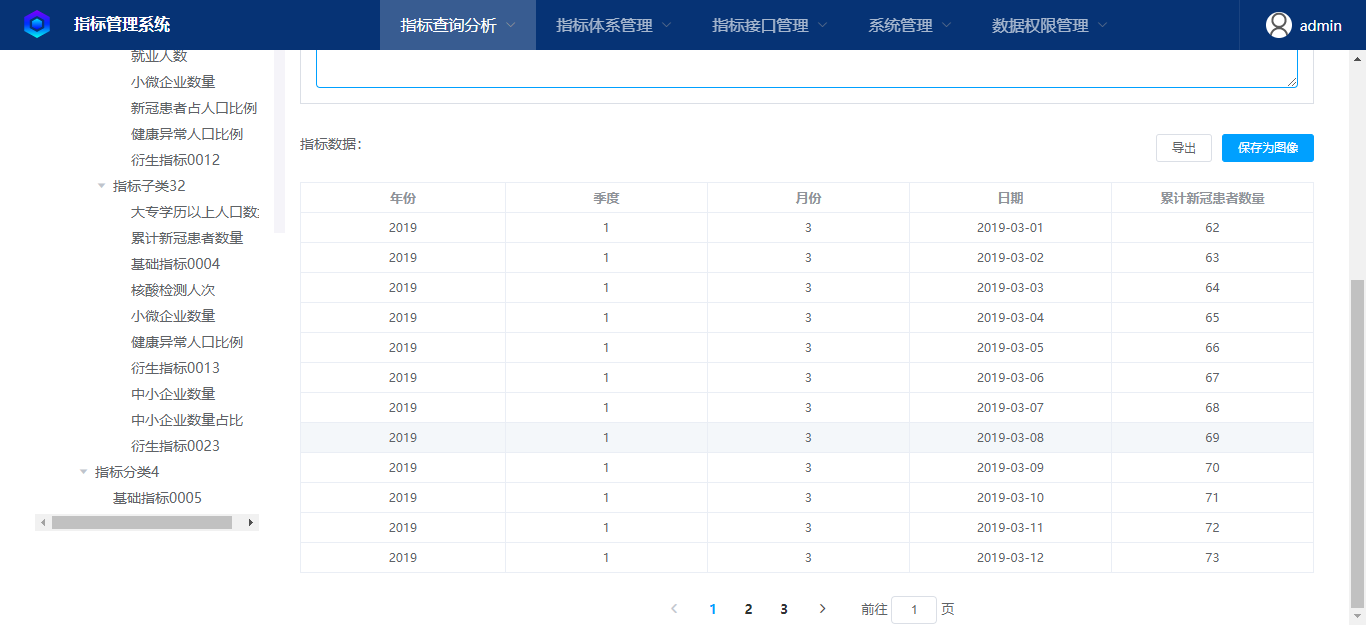 指标管理系统
指标查询分析
指标体系管理
指标接口管理
系统管理
数据权限管理
admin
就业人数
小微企业数量
新冠患者占人口比例
健康异常人口比例
衍生指标0012
指标子类32
大专学历以上人口数
累计新冠患者数量
基础指标0004
核酸检测人次
小微企业数量
健康异常人口比例
衍生指标0013
中小企业数量
中小企业数量占比
衍生指标0023
指标分类4
基础指标0005
指标数据:
导出
保存为图像
年份 季度 月份 日期 累计新冠患者数量
2019 1 3 2019-03-01 62
2019 1 3 2019-03-02 63
2019 1 3 2019-03-03 64
2019 1 3 2019-03-04 65
2019 1 3 2019-03-05 66
2019 1 3 2019-03-06 67
2019 1 3 2019-03-07 68
2019 1 3 2019-03-08 69
2019 1 3 2019-03-09 70
2019 1 3 2019-03-10 71
2019 1 3 2019-03-11 72
2019 1 3 2019-03-12 73
1 2 3 前往 1 页